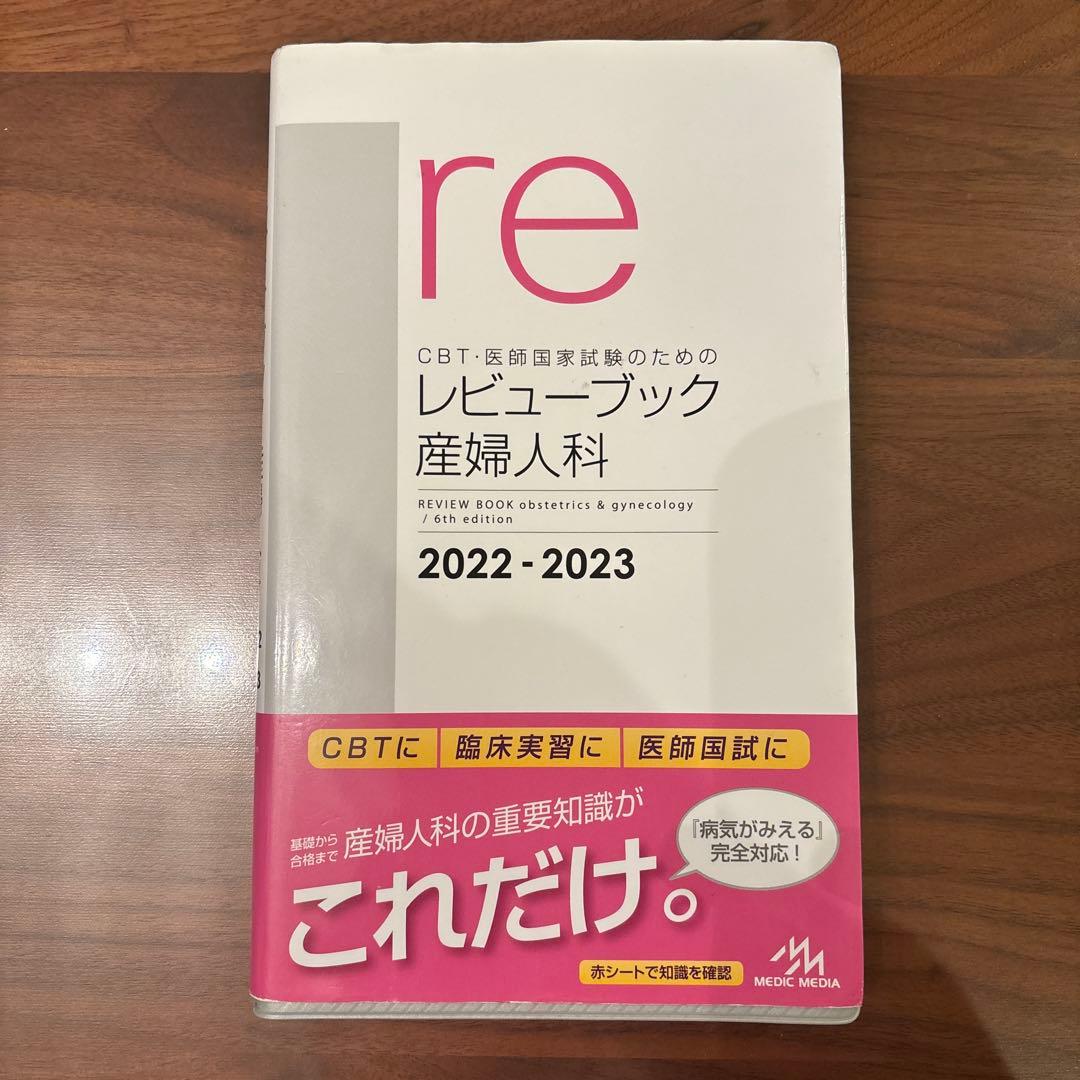 re
CBT・医師国家試験のための
レビューブック
産婦人科
REVIEW BOOK obstetrics & gynecology
/ 6th edition
2022-2023
CBTに 臨床実習に 医師国試に
基礎から
合格まで
産婦人科の重要知識が
これだけ。
『病気がみえる』
完全対応!
赤シートで知識を確認
MEDIC MEDIA